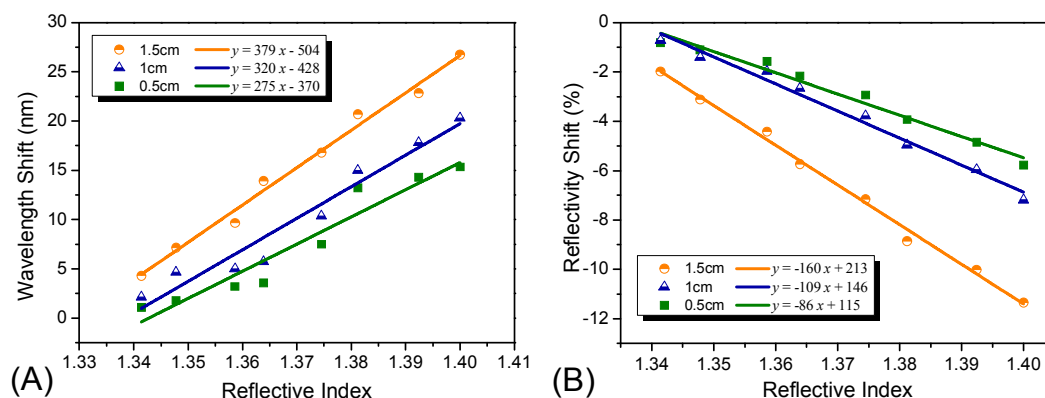 Wavelength Shift (nm)
30
25
20
15
10
5
0
1.5cm y = 379 x - 504
1cm y = 320 x - 428
0.5cm y = 275 x - 370
1.33 1.34 1.35 1.36 1.37 1.38 1.39 1.40 1.41
(A) Reflective Index
Reflectivity Shift (%)
0
-2
-4
-6
-8
-10
-12
1.5cm y = -160 x + 213
1cm y = -109 x + 146
0.5cm y = -86 x + 115
1.34 1.35 1.36 1.37 1.38 1.39 1.40
(B) Reflective Index